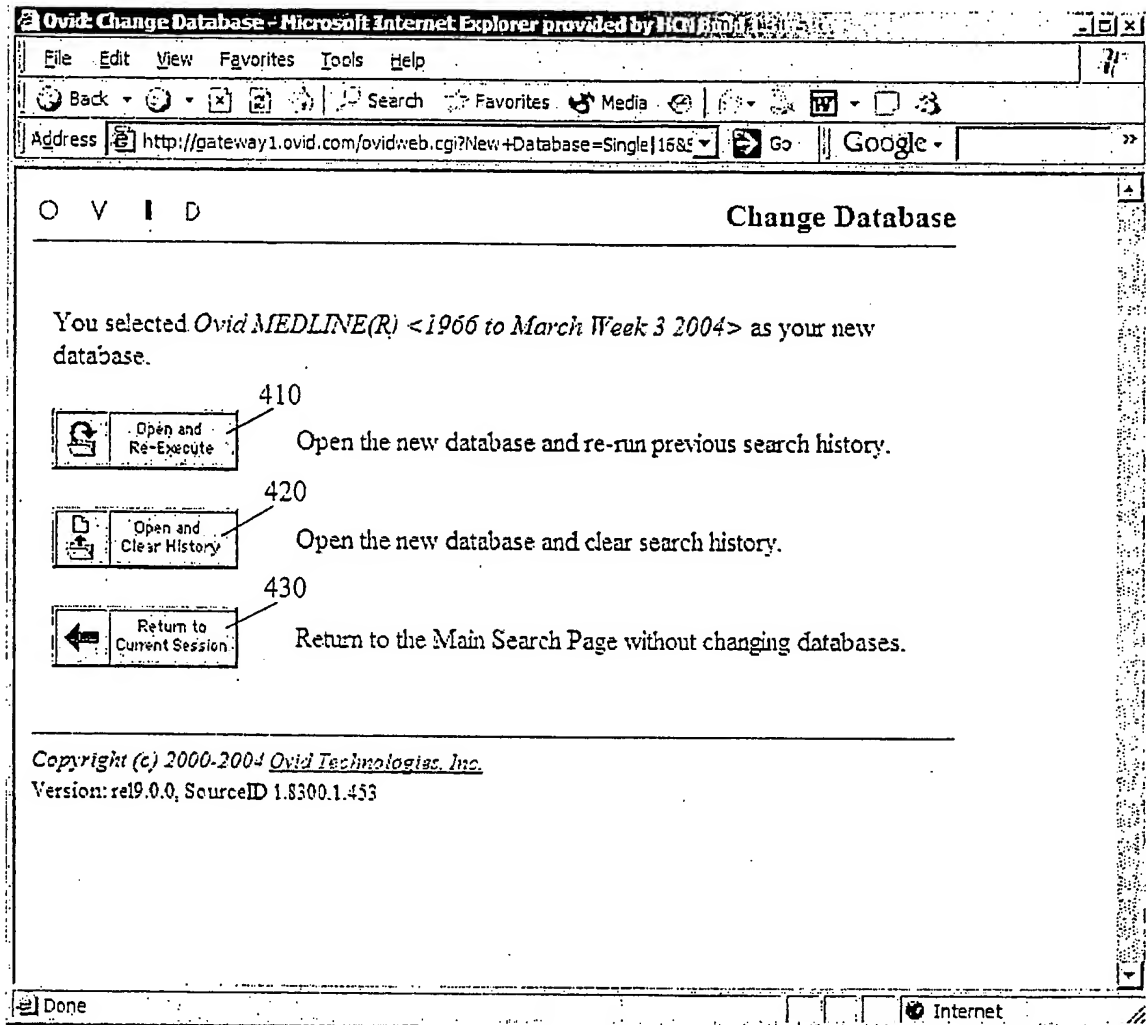 Ovid: Change Database - Microsoft Internet Explorer provided by
File Edit View Favorites Tools Help
Back Search Favorites Media
Address http://gateway1.ovid.com/ovidweb.cgi?New+Database=Single|16&S Go Google
O V I D
Change Database
You selected Ovid MEDLINE(R) <1966 to March Week 3 2004> as your new
database.
410
Open and
Re-Execute
Open the new database and re-run previous search history.
420
Open and
Clear History
Open the new database and clear search history.
430
Return to
Current Session
Return to the Main Search Page without changing databases.
Copyright (c) 2000-2004 Ovid Technologies, Inc.
Version: rel9.0.0, SourceID 1.8300.1.453
Done
Internet